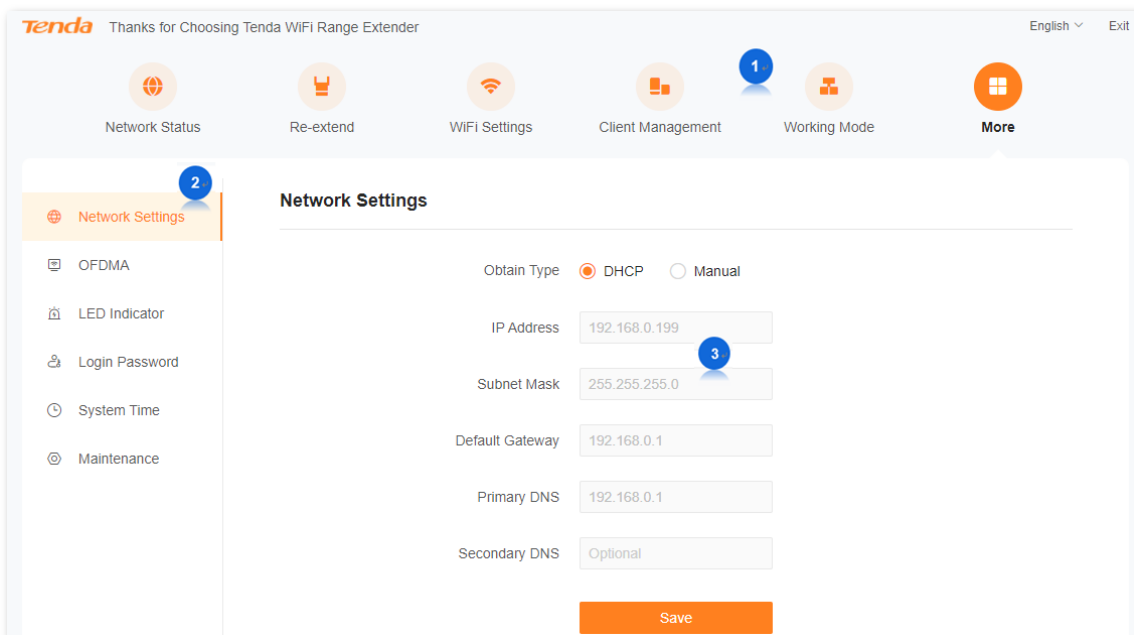 Tenda Thanks for Choosing Tenda WiFi Range Extender English Exit
1
Network Status Re-extend WiFi Settings Client Management Working Mode More
2
Network Settings
Network Settings
OFDMA
LED Indicator
Login Password
System Time
Maintenance
Obtain Type DHCP Manual
IP Address 192.168.0.199
3
Subnet Mask 255.255.255.0
Default Gateway 192.168.0.1
Primary DNS 192.168.0.1
Secondary DNS Optional
Save